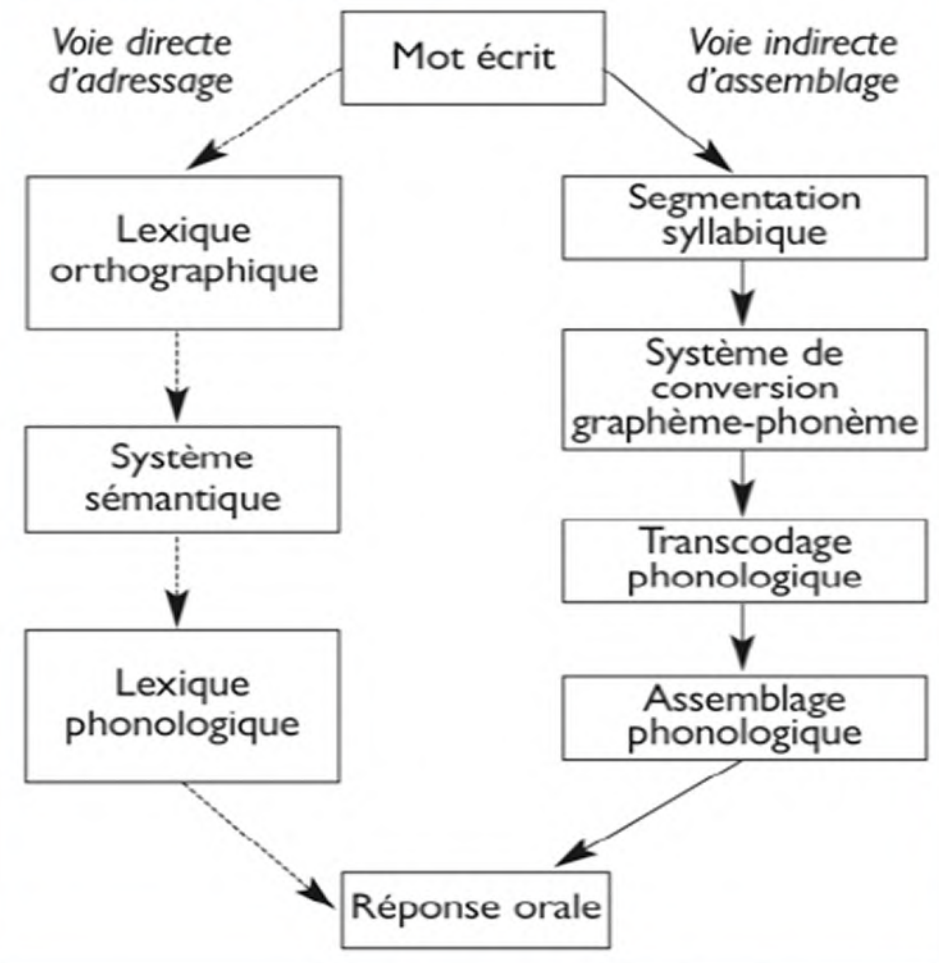 Voie directe
d'adressage
Mot écrit
Voie indirecte
d'assemblage
Lexique
orthographique
Système
sémantique
Lexique
phonologique
Segmentation
syllabique
Système de
conversion
graphème-phonème
Transcodage
phonologique
Assemblage
phonologique
Réponse orale